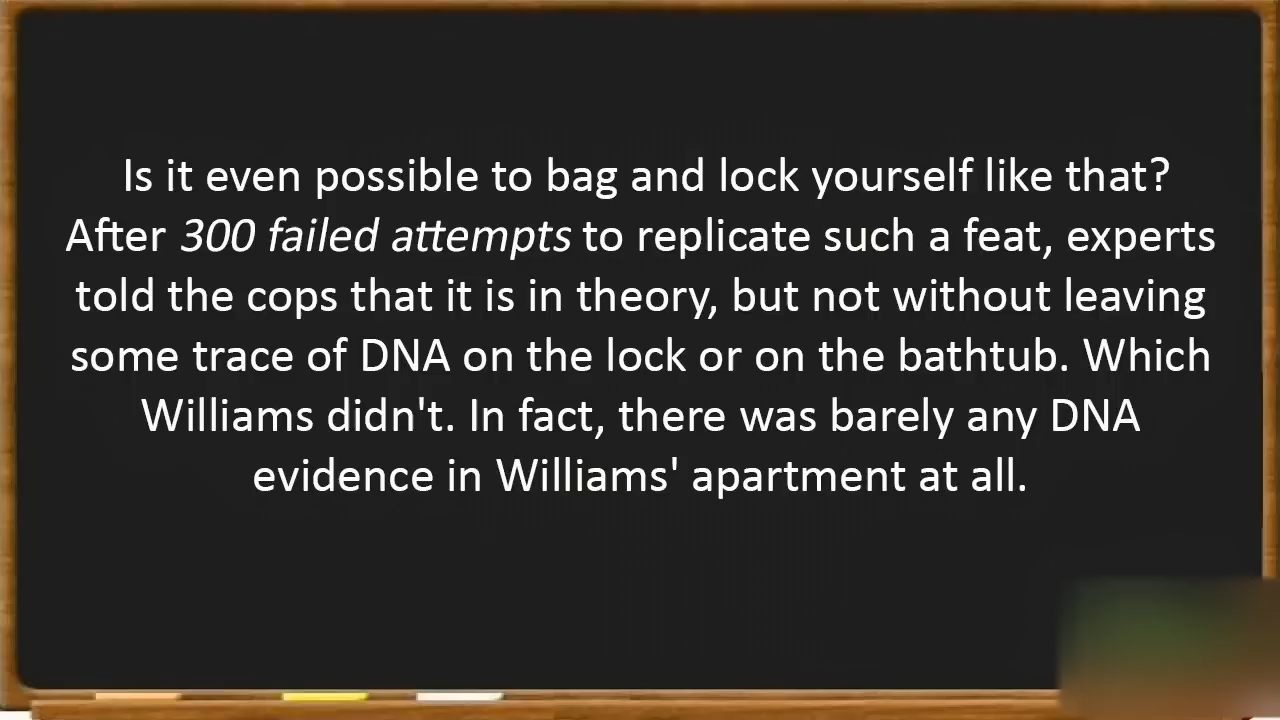 Is it even possible to bag and lock yourself like that?
After 300 failed attempts to replicate such a feat, experts
told the cops that it is in theory, but not without leaving
some trace of DNA on the lock or on the bathtub. Which
Williams didn't. In fact, there was barely any DNA
evidence in Williams' apartment at all.